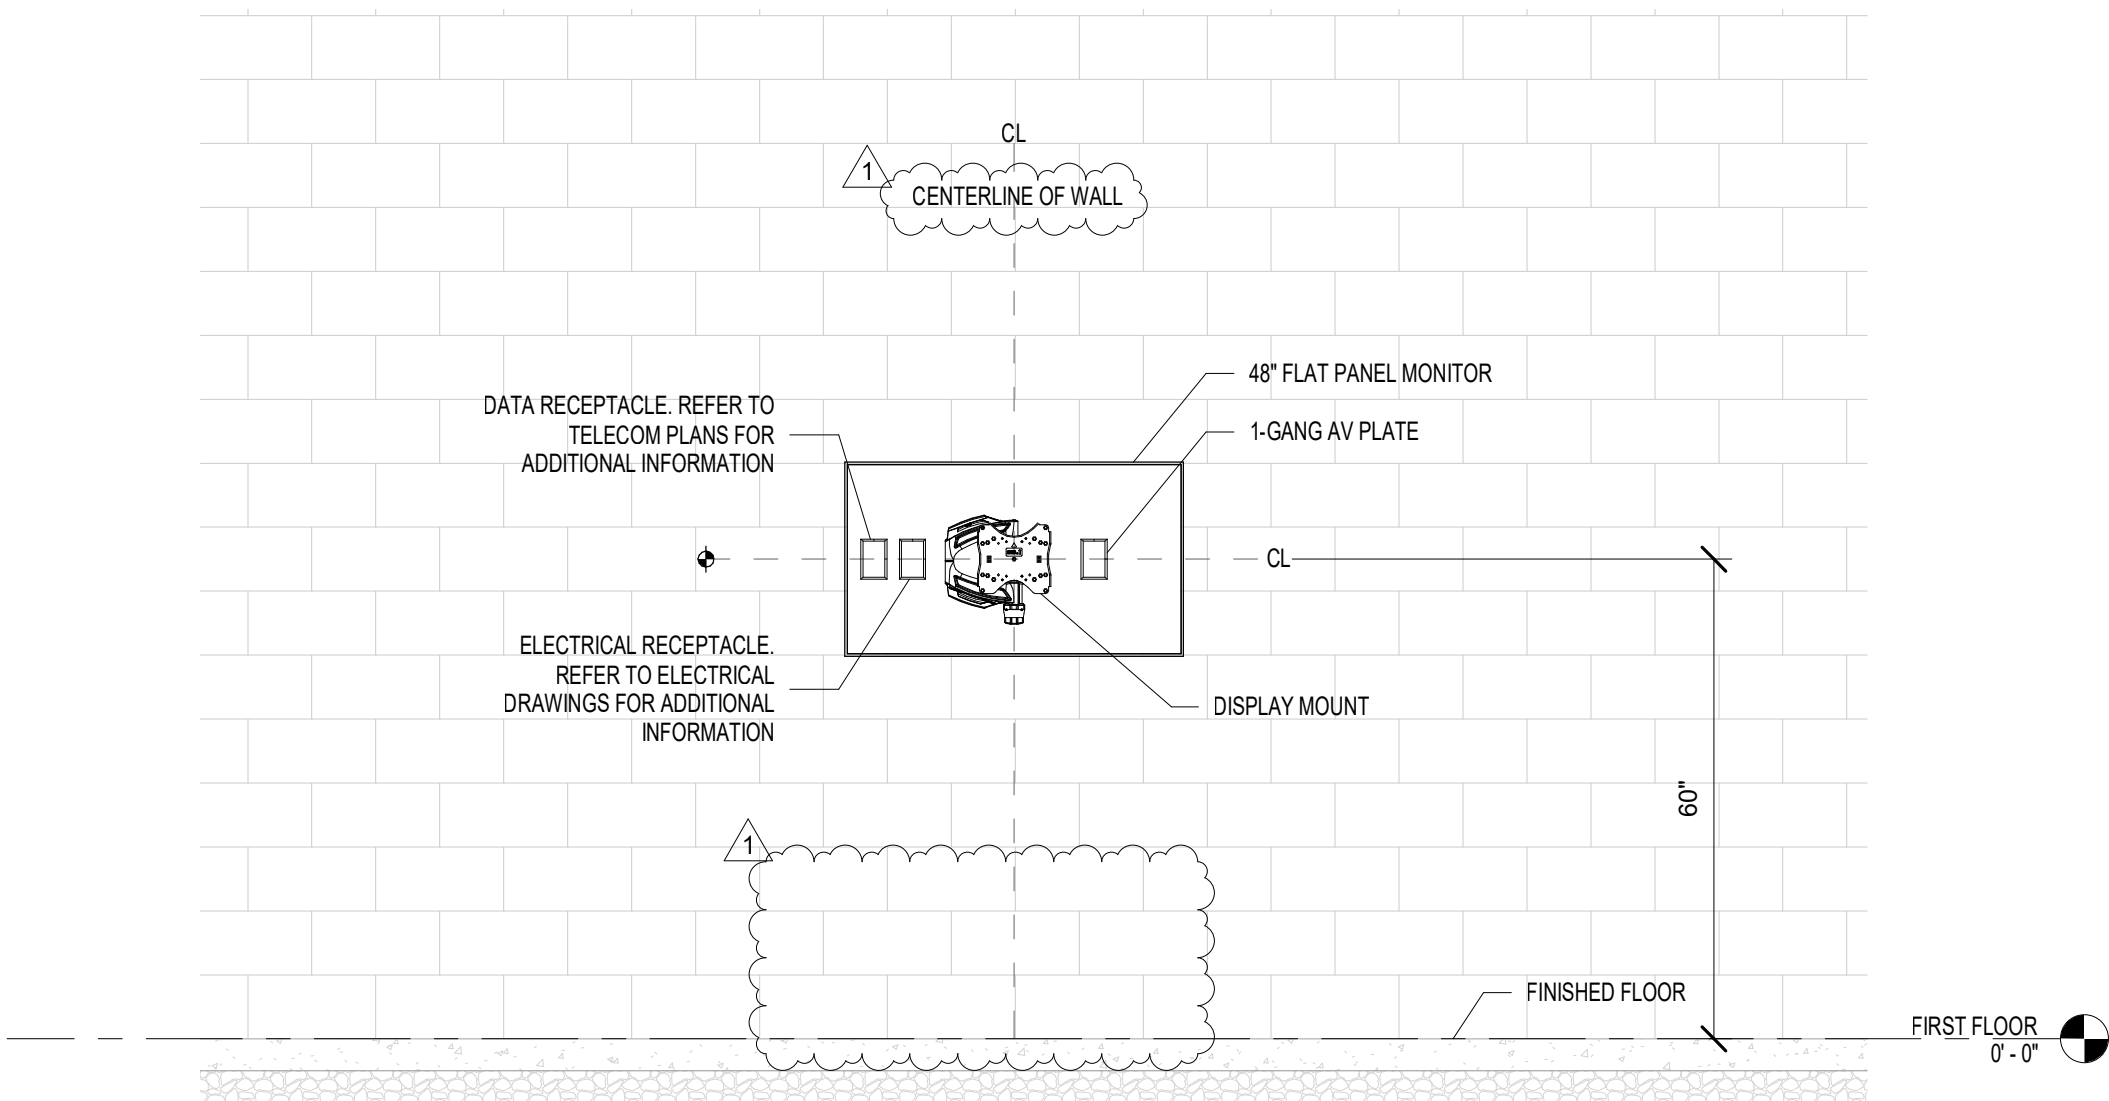 CL
1
CENTERLINE OF WALL
48" FLAT PANEL MONITOR
DATA RECEPTACLE. REFER TO
TELECOM PLANS FOR
ADDITIONAL INFORMATION
1-GANG AV PLATE
CL
ELECTRICAL RECEPTACLE.
REFER TO ELECTRICAL
DRAWINGS FOR ADDITIONAL
INFORMATION
DISPLAY MOUNT
60"
1
FINISHED FLOOR
FIRST FLOOR
0' - 0"